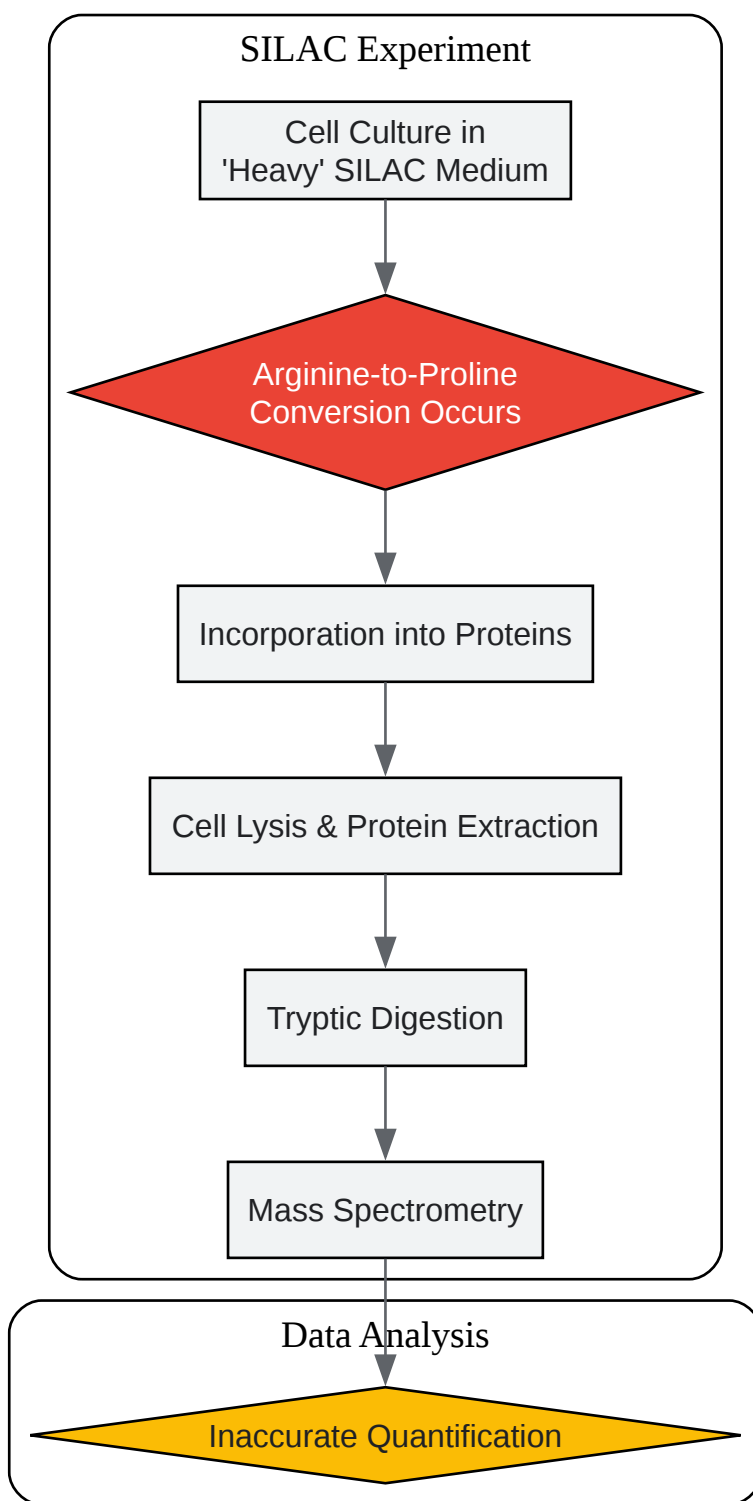 SILAC Experiment
Cell Culture in
'Heavy' SILAC Medium
Arginine-to-Proline
Conversion Occurs
Incorporation into Proteins
Cell Lysis & Protein Extraction
Tryptic Digestion
Mass Spectrometry
Data Analysis
Inaccurate Quantification